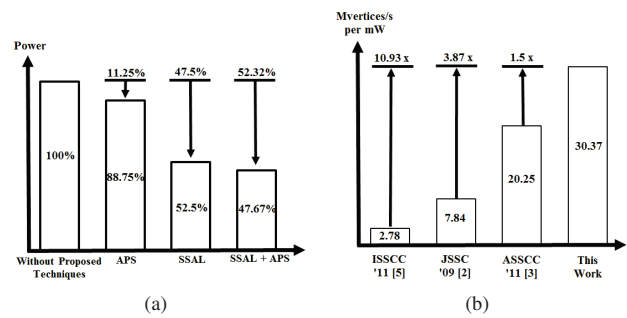 Power
11.25% 47.5% 52.32%
100%
88.75%
52.5%
47.67%
Without Proposed Techniques
APS
SSAL
SSAL + APS
(a)
Mvertices/s
per mW
10.93 x 3.87 x 1.5 x
2.78
7.84
20.25
30.37
ISSCC
'11 [5]
JSSC
'09 [2]
ASSCC
'11 [3]
This
Work
(b)